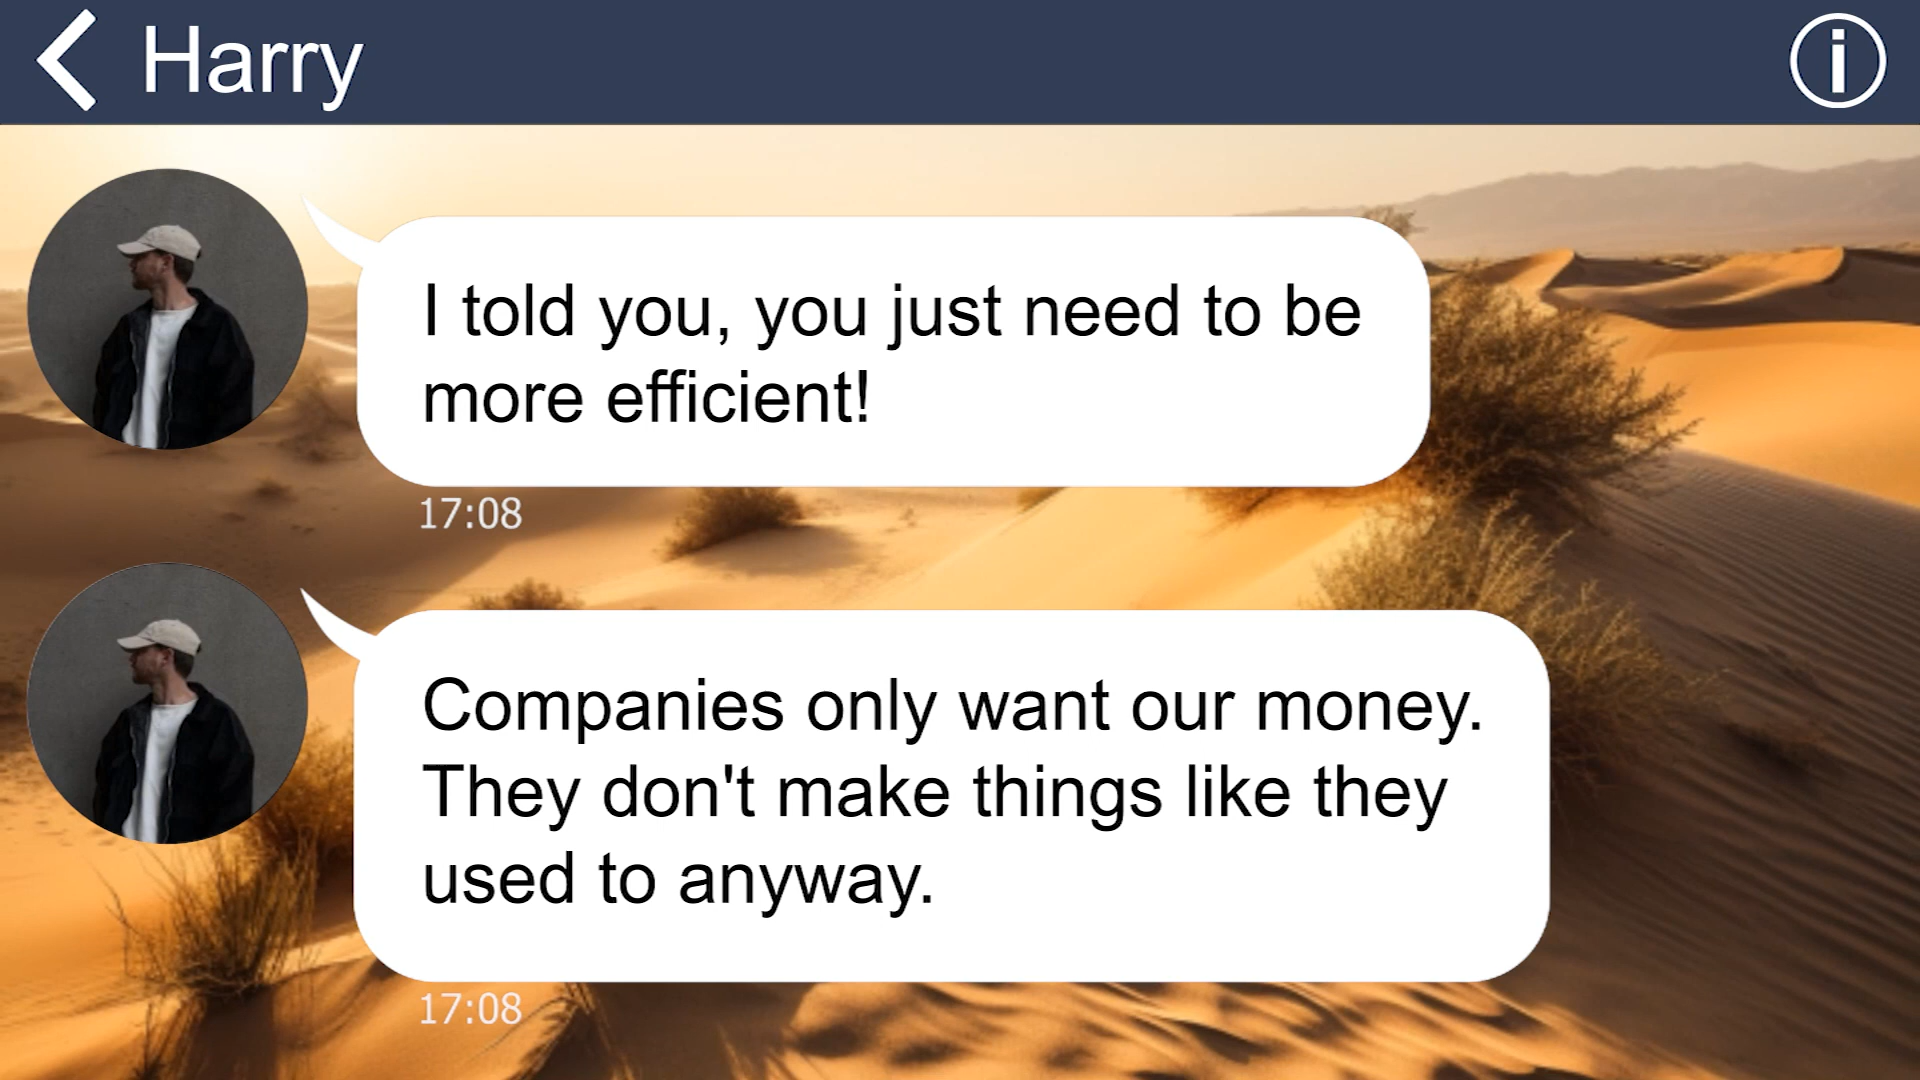 Harry
I told you, you just need to be
more efficient!
17:08
Companies only want our money.
They don't make things like they
used to anyway.
17:08